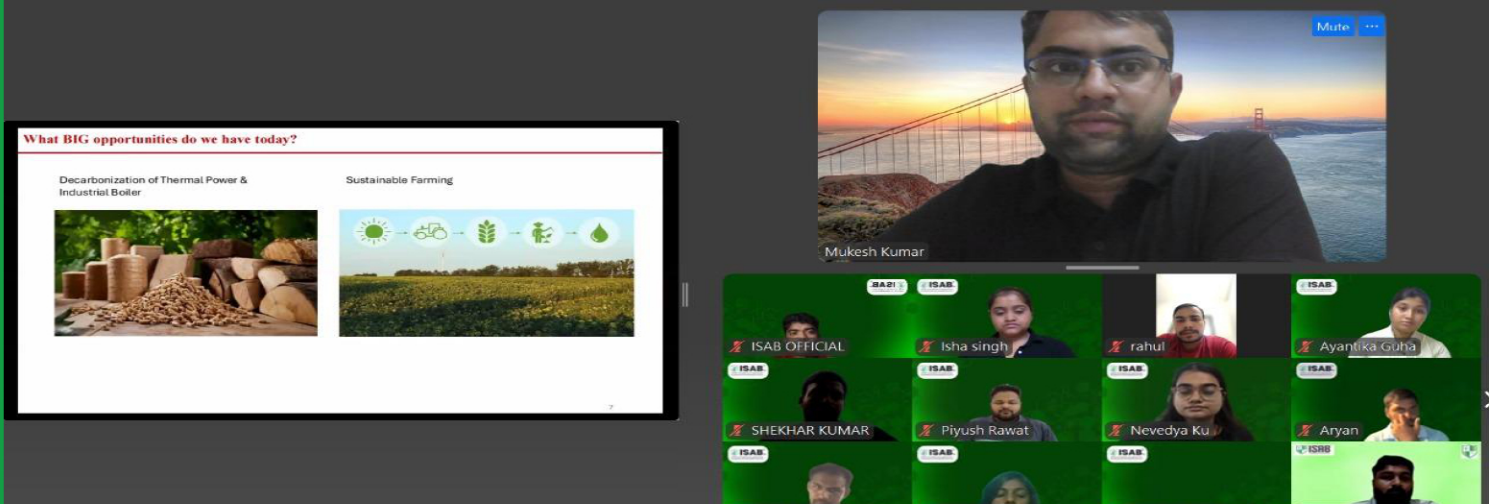 What BIG opportunities do we have today?
Decarbonization of Thermal Power &
Industrial Boiler
Sustainable Farming
7
Mute
Mukesh Kumar
ISAB
ISAB
ISAB
ISAB OFFICIAL
Isha singh
rahul
Ayantika Guha
ISAB
ISAB
ISAB
ISAB
SHEKHAR KUMAR
Piyush Rawat
Nevedya Ku
Aryan
ISAB
ISAB
ISAB
ISAB